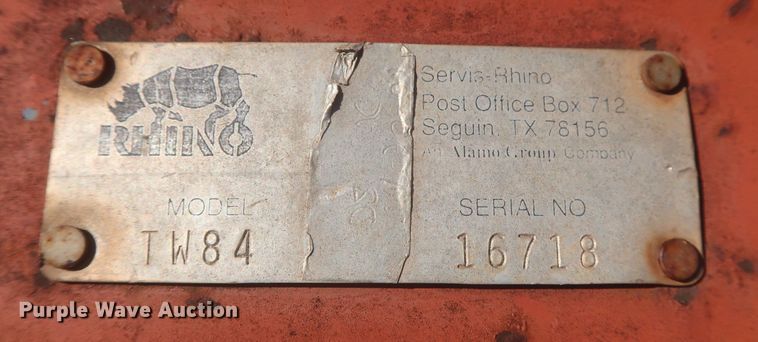 RHINO
Servis-Rhino
Post Office Box 712
Seguin, TX 78156
An Alamo Group Company
MODEL
TW84
SERIAL NO
16718
Purple Wave Auction